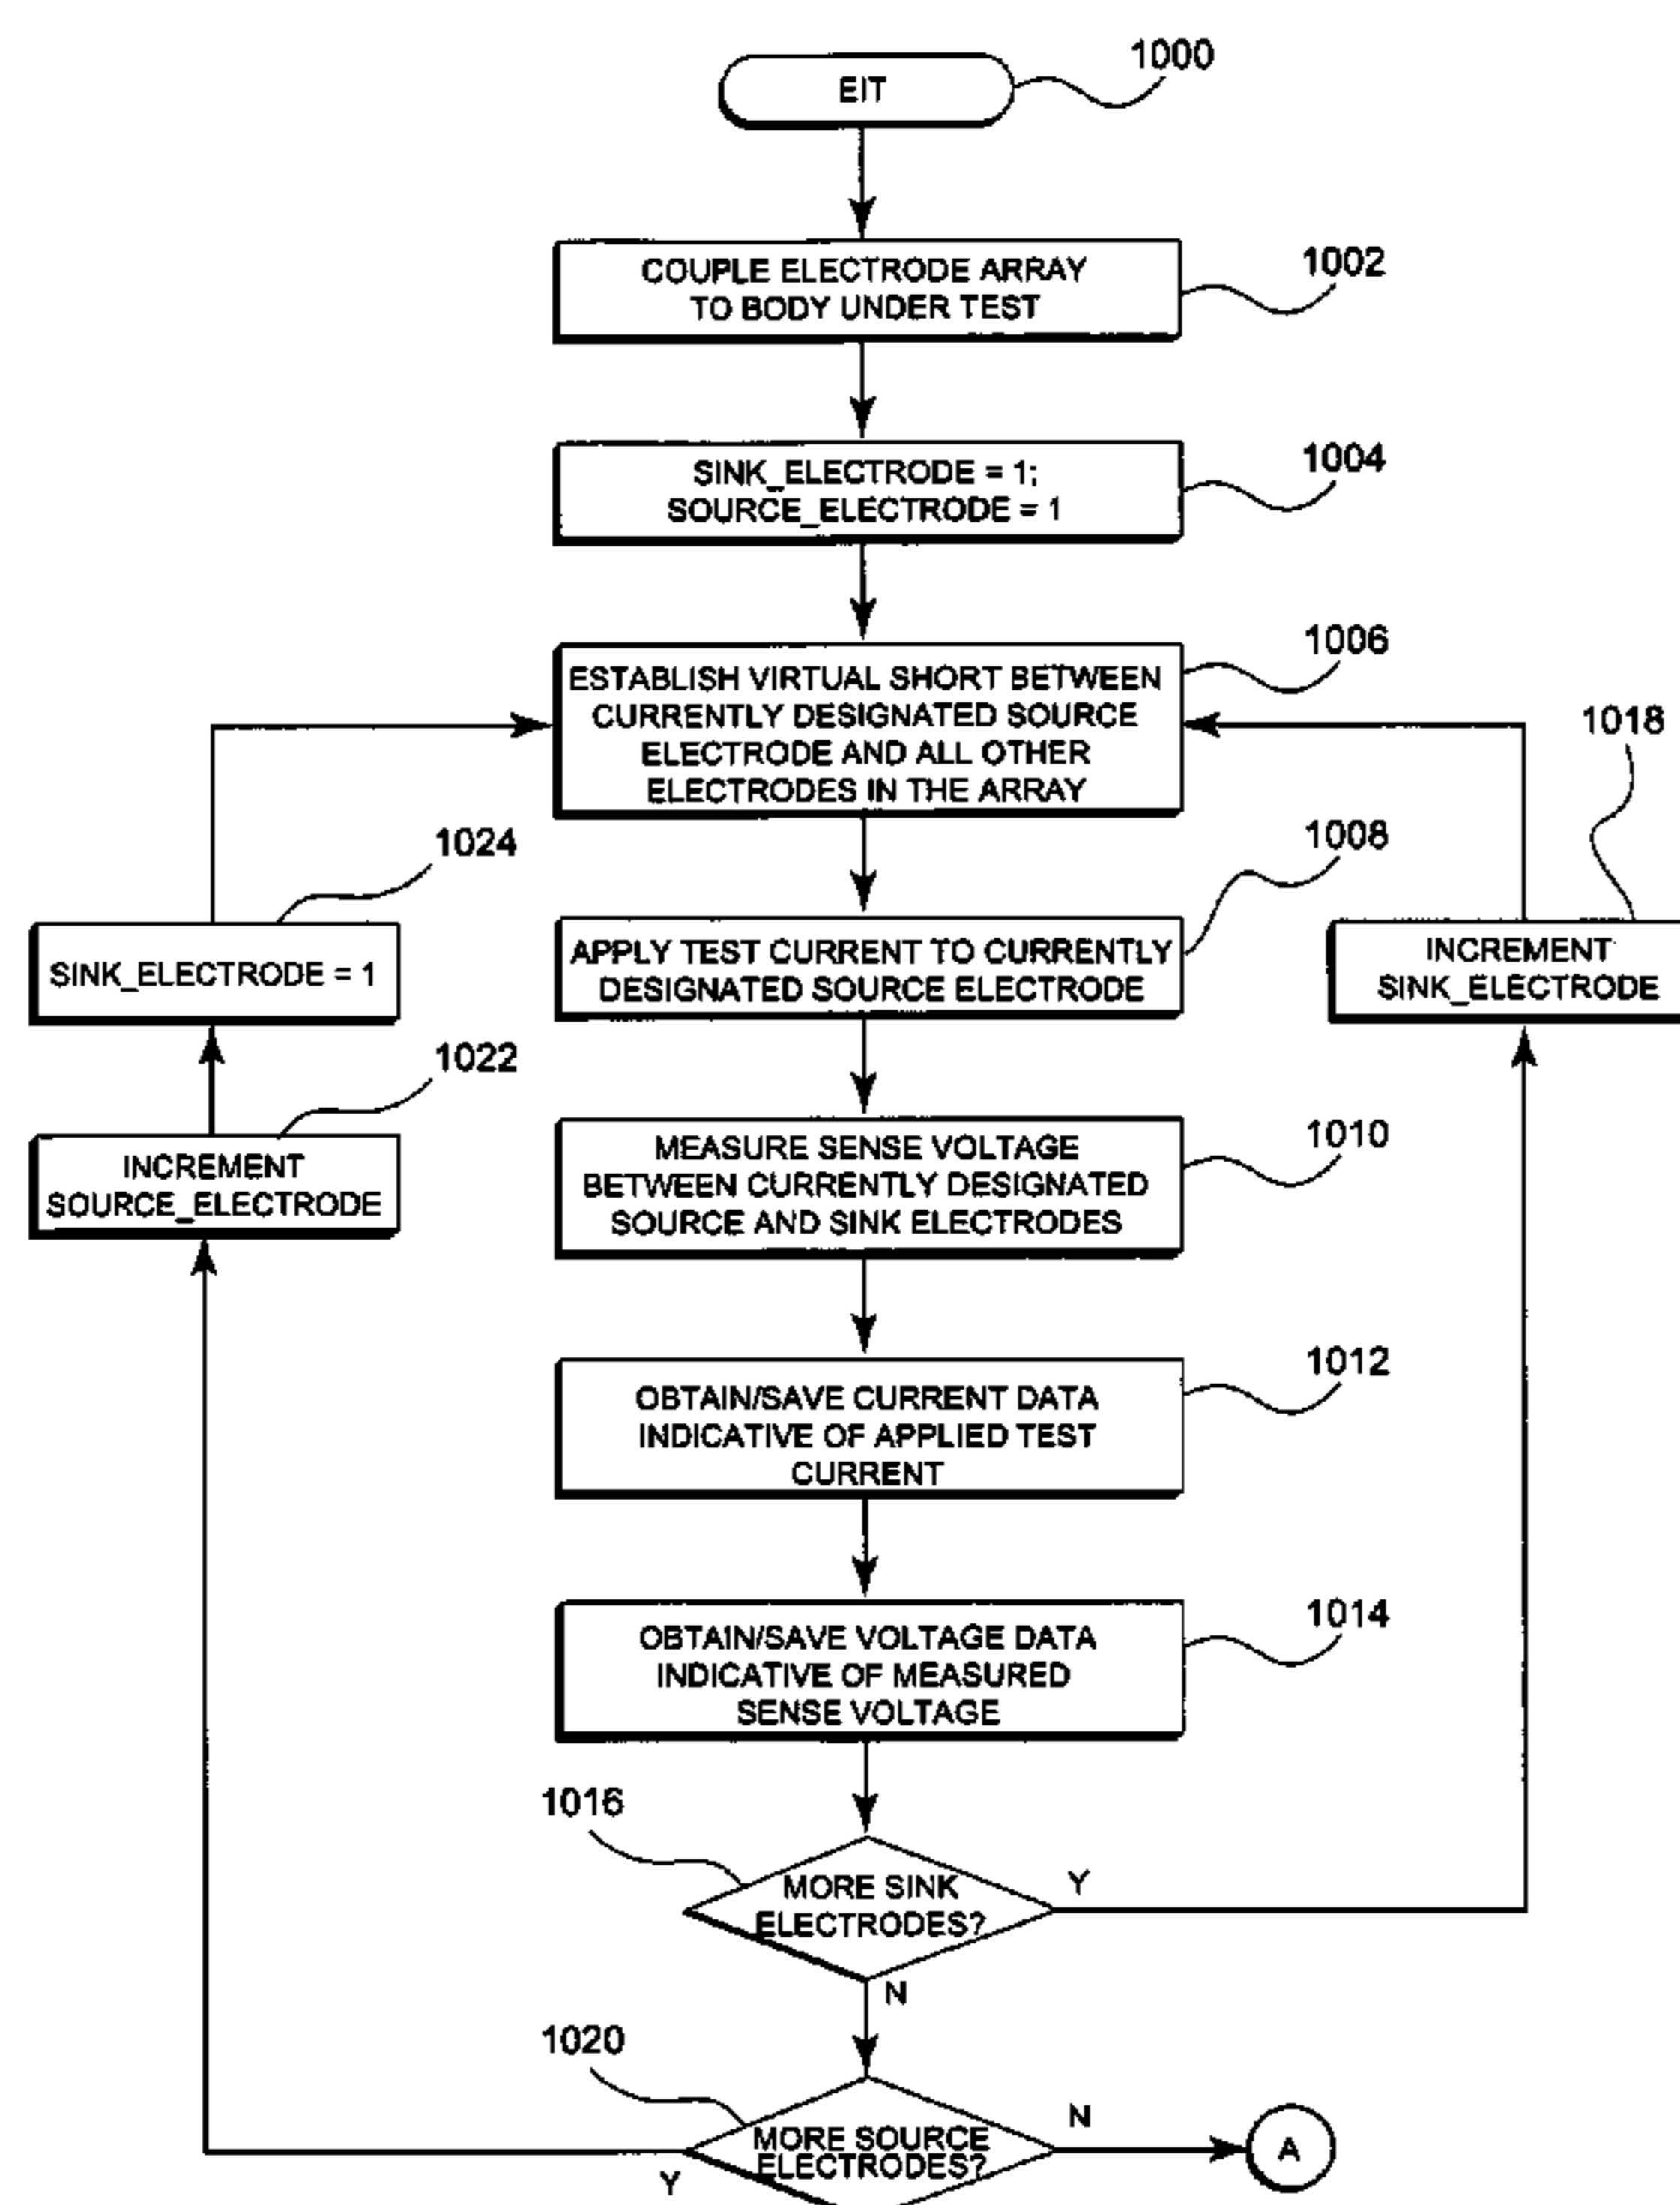 1000
EIT
1002
COUPLE ELECTRODE ARRAY
TO BODY UNDER TEST
1004
SINK_ELECTRODE = 1;
SOURCE_ELECTRODE = 1
1006
ESTABLISH VIRTUAL SHORT BETWEEN
CURRENTLY DESIGNATED SOURCE
ELECTRODE AND ALL OTHER
ELECTRODES IN THE ARRAY
1018
1008
1024
APPLY TEST CURRENT TO CURRENTLY
DESIGNATED SOURCE ELECTRODE
INCREMENT
SINK_ELECTRODE
SINK_ELECTRODE = 1
1022
1010
MEASURE SENSE VOLTAGE
BETWEEN CURRENTLY DESIGNATED
SOURCE AND SINK ELECTRODES
INCREMENT
SOURCE_ELECTRODE
1012
OBTAIN/SAVE CURRENT DATA
INDICATIVE OF APPLIED TEST
CURRENT
1014
OBTAIN/SAVE VOLTAGE DATA
INDICATIVE OF MEASURED
SENSE VOLTAGE
1016
MORE SINK
ELECTRODES?
Y
N
1020
MORE SOURCE
ELECTRODES?
N
A
Y